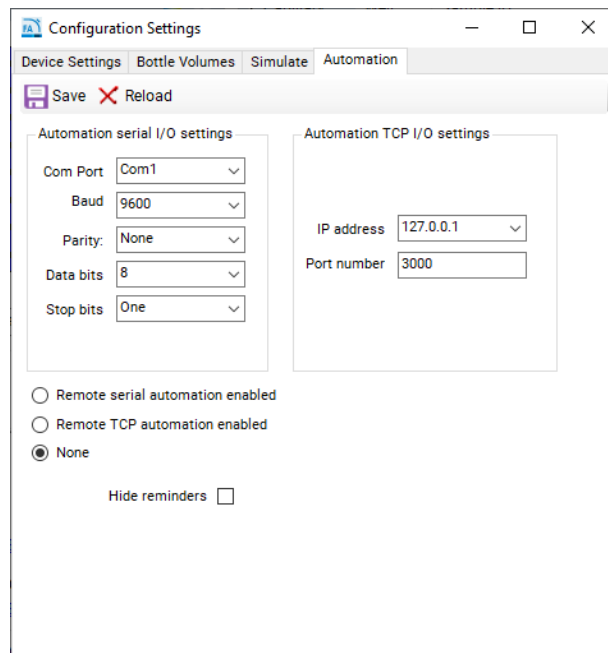 FA
Configuration Settings
Device Settings Bottle Volumes Simulate Automation
Save Reload
Automation serial I/O settings
Com Port Com1
Baud 9600
Parity: None
Data bits 8
Stop bits One
Automation TCP I/O settings
IP address 127.0.0.1
Port number 3000
Remote serial automation enabled
Remote TCP automation enabled
None
Hide reminders